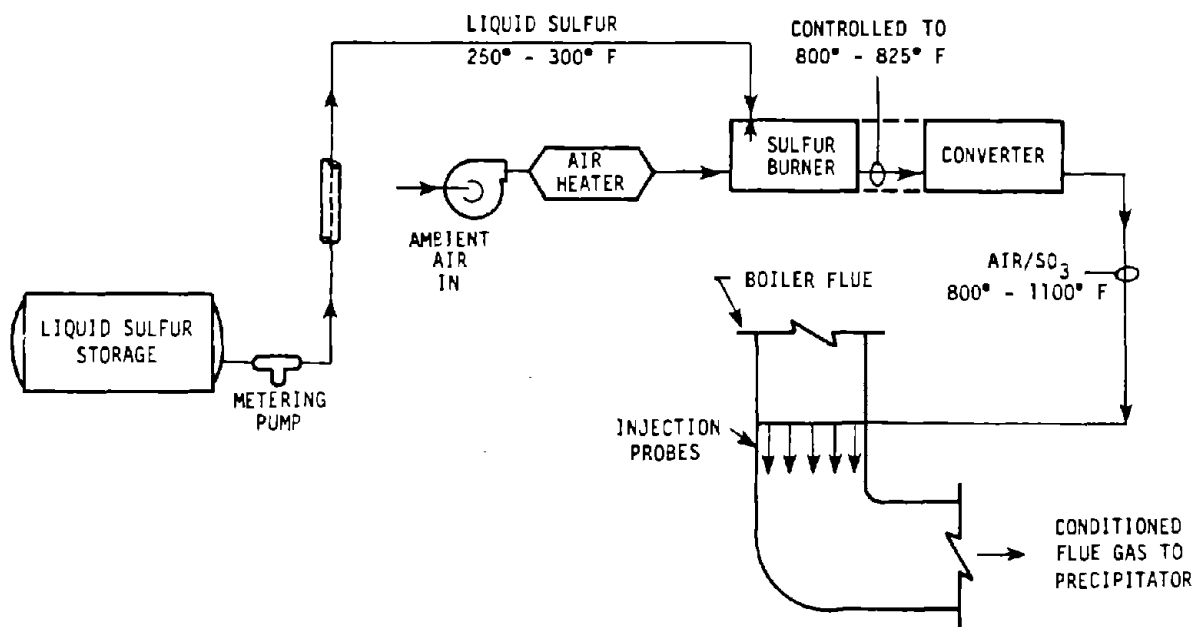 LIQUID SULFUR
250° - 300° F
CONTROLLED TO
800° - 825° F
SULFUR
BURNER
CONVERTER
AIR
HEATER
AMBIENT
AIR
IN
AIR/SO₃
800° - 1100° F
BOILER FLUE
LIQUID SULFUR
STORAGE
METERING
PUMP
INJECTION
PROBES
CONDITIONED
FLUE GAS TO
PRECIPITATOR